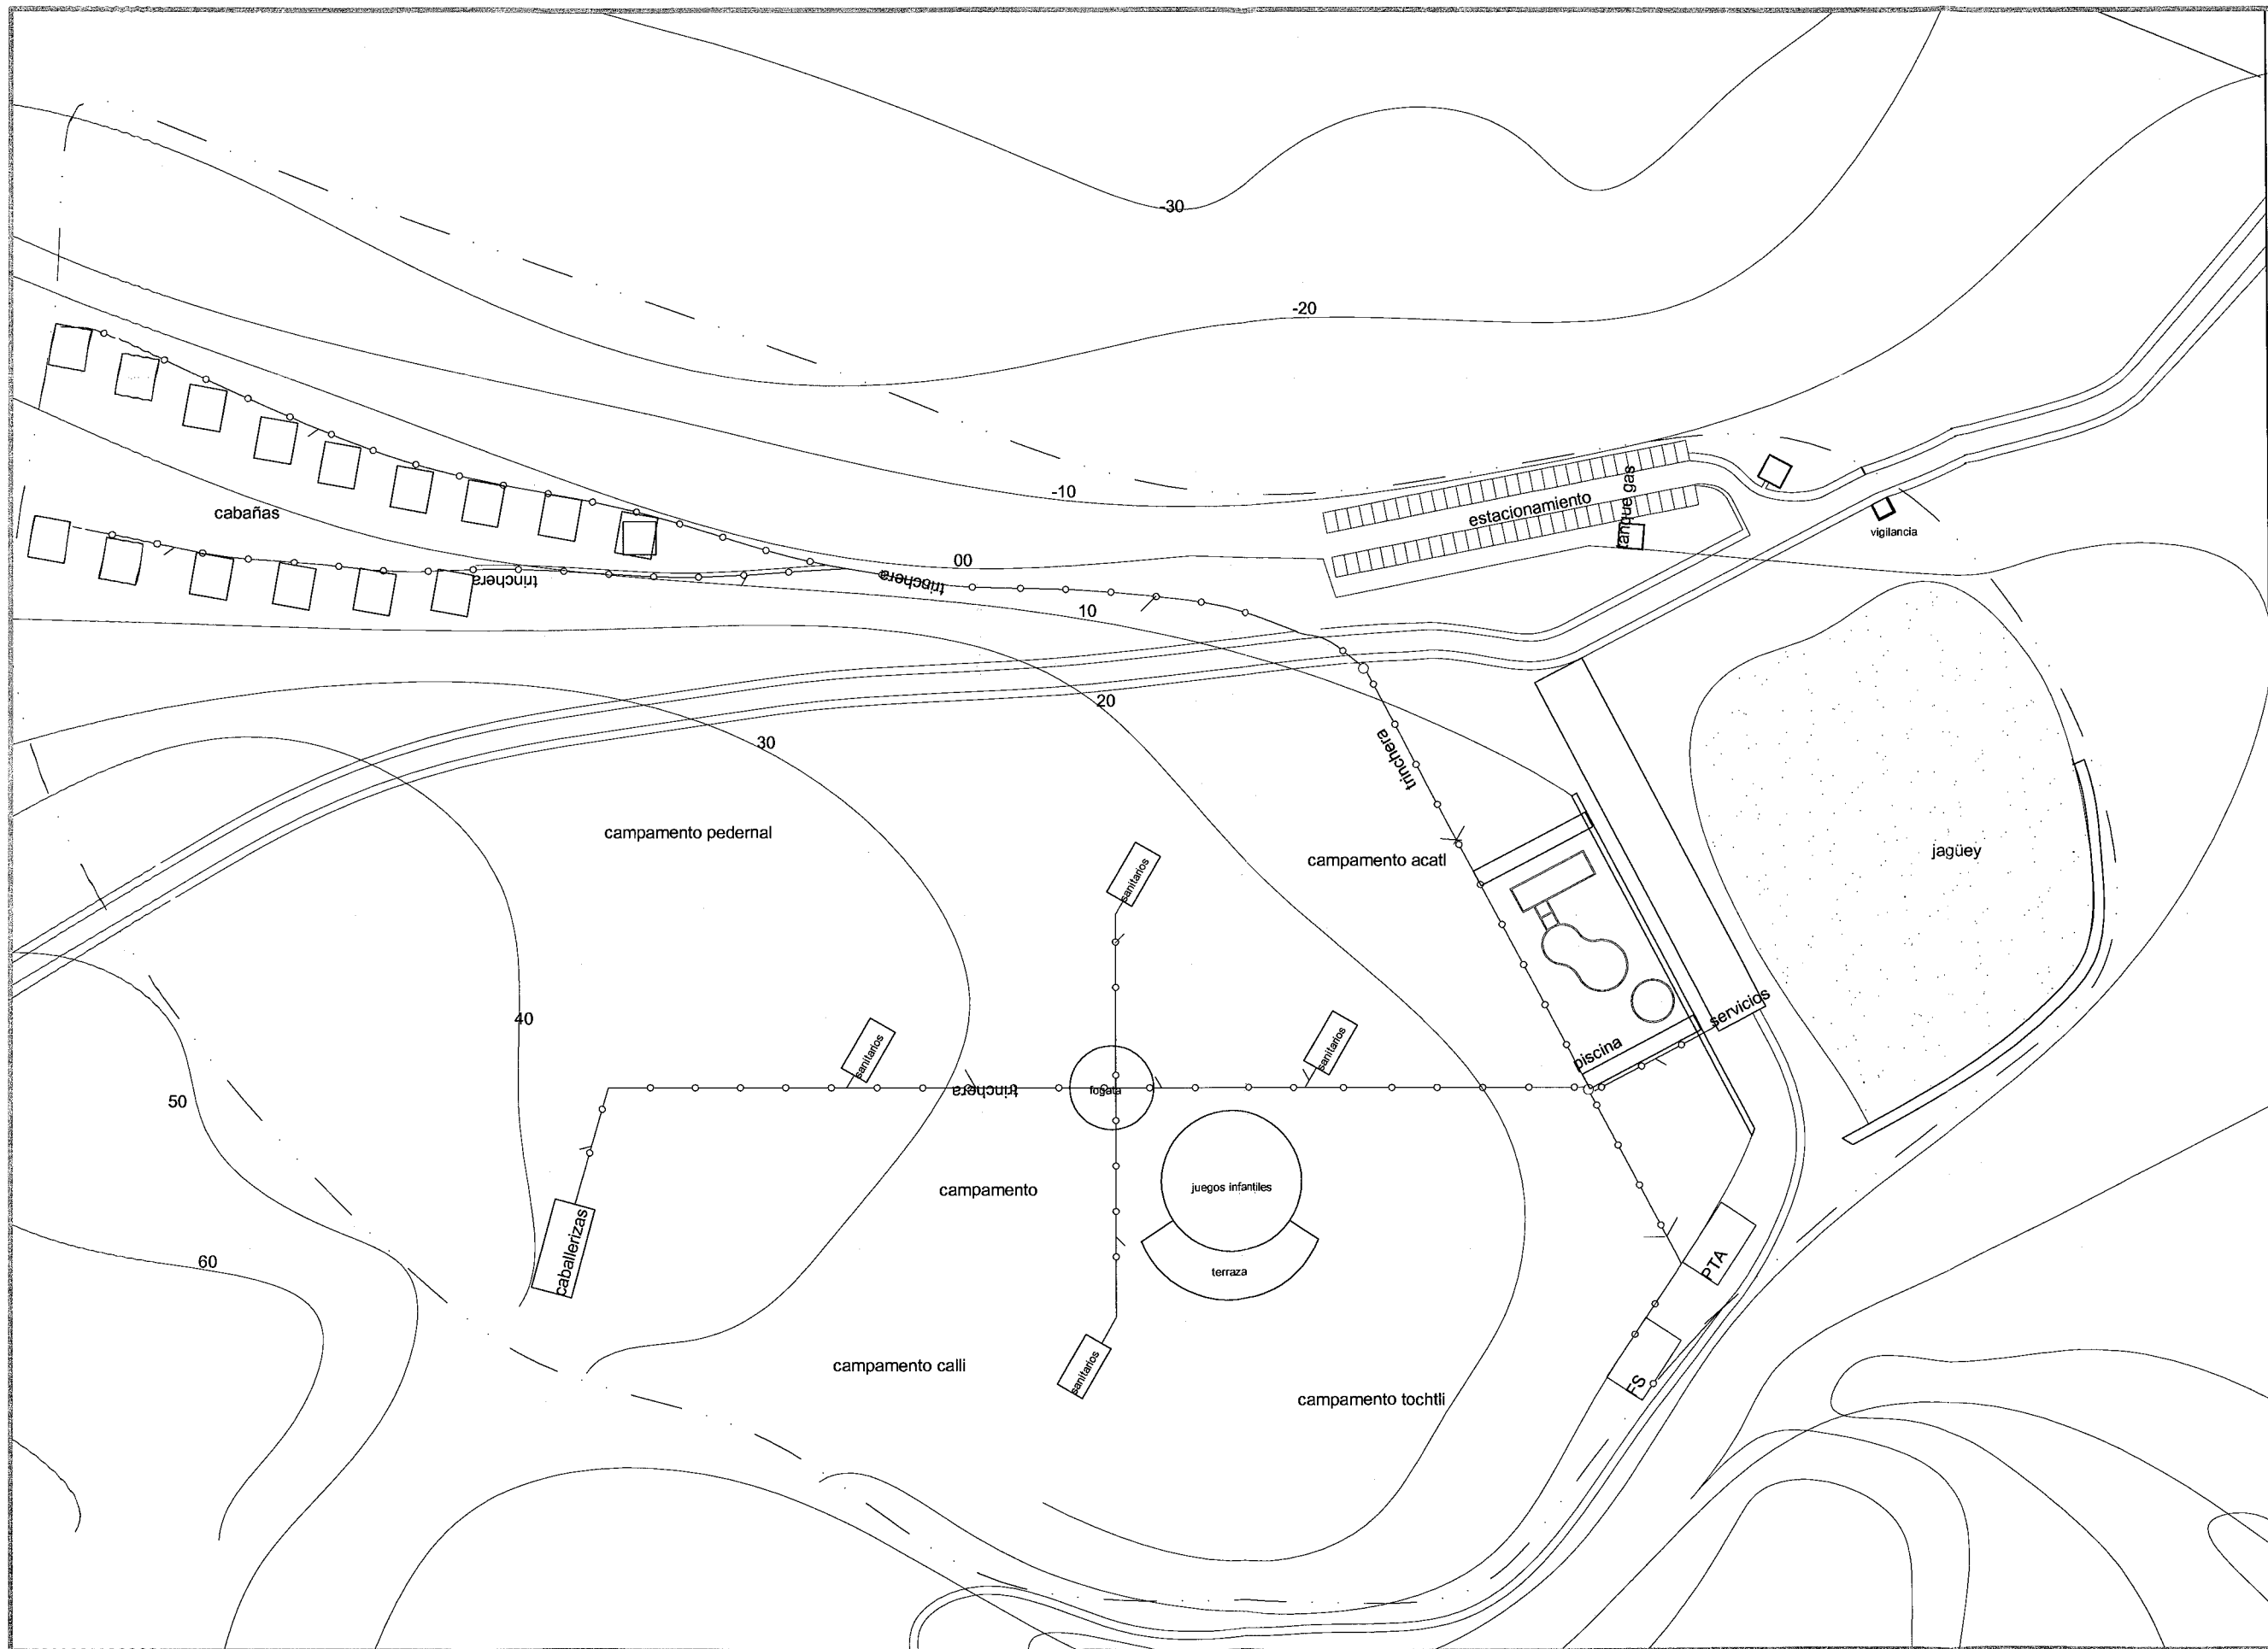 -30
-20
-10
tanque gas
estacionamiento
cabañas
vigilancia
00
trinchera
trinchera
10
20
30
trinchera
campamento pedernal
campamento acatl
jagüey
sanitarios
servicios
40
sanitarios
sanitarios
piscina
fogata
trinchera
50
campamento
juegos infantiles
caballerizas
60
terraza
PTA
campamento calli
sanitarios
FS
campamento tochtli